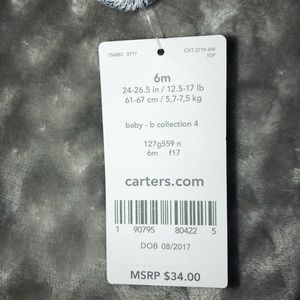 156883 0717 CKT-2719-6M
IGP
6m
24-26.5 in / 12.5-17 lb
61-67 cm / 5,7-7,5 kg
baby - b collection 4
127g559 n
6m f17
carters.com
1 90795 80422 5
DOB 08/2017
MSRP $34.00